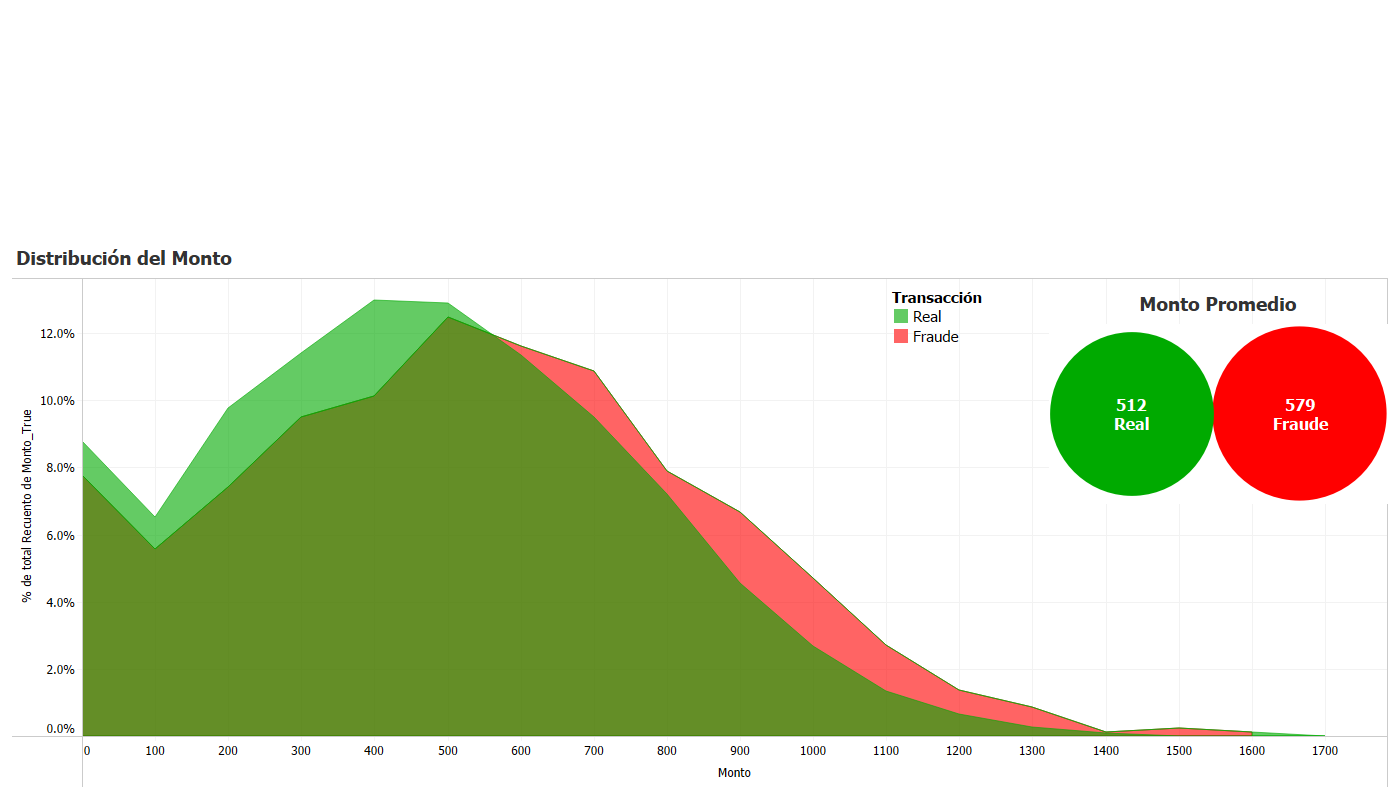 Distribución del Monto
Transacción
Real
Fraude
Monto Promedio
512
Real
579
Fraude
% de total Recuento de Monto_True
12.0%
10.0%
8.0%
6.0%
4.0%
2.0%
0.0%
0 100 200 300 400 500 600 700 800 900 1000 1100 1200 1300 1400 1500 1600 1700
Monto